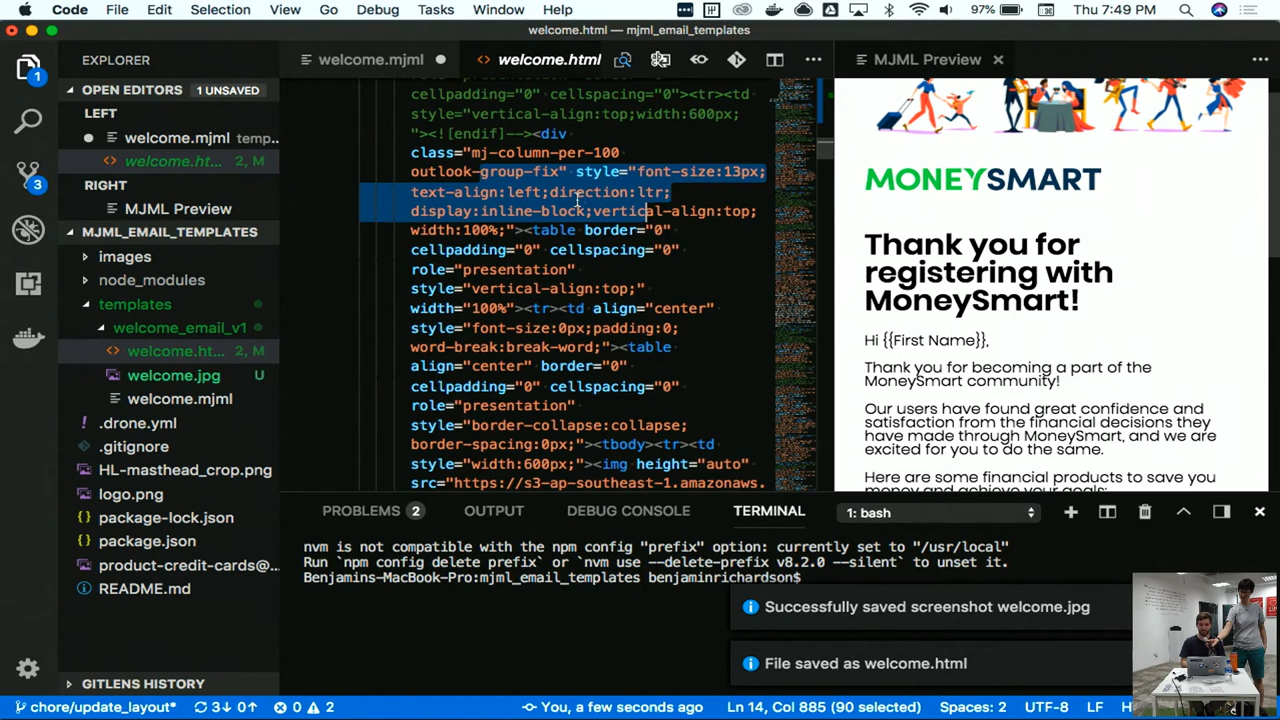 Code File Edit Selection View Go Debug Tasks Window Help 97% Thu 7:49 PM
welcome.html — mjml_email_templates
EXPLORER
welcome.mjml
welcome.html
MJML Preview
OPEN EDITORS 1 UNSAVED
LEFT
welcome.mjml temp...
welcome.ht... 2, M
RIGHT
MJML Preview
MJML_EMAIL_TEMPLATES
images
node_modules
templates
welcome_email_v1
welcome.ht... 2, M
welcome.jpg U
welcome.mjml
.drone.yml
.gitignore
HL-masthead_crop.png
logo.png
package-lock.json
package.json
product-credit-cards@...
README.md
GITLENS HISTORY
1
3
cellpadding="0" cellspacing="0"><tr><td
style="vertical-align:top;width:600px;
"><![endif]--><div
class="mj-column-per-100
outlook-group-fix" style="font-size:13px;
text-align:left;direction:ltr;
display:inline-block;vertical-align:top;
width:100%;"><table border="0"
cellpadding="0" cellspacing="0"
role="presentation"
style="vertical-align:top;"
width="100%"><tr><td align="center"
style="font-size:0px;padding:0;
word-break:break-word;"><table
align="center" border="0"
cellpadding="0" cellspacing="0"
role="presentation"
style="border-collapse:collapse;
border-spacing:0px;"><tbody><tr><td
style="width:600px;"><img height="auto"
src="https://s3-ap-southeast-1.amazonaws.
MONEYSMART
Thank you for
registering with
MoneySmart!
Hi {{First Name}},
Thank you for becoming a part of the
MoneySmart community!
Our users have found great confidence and
satisfaction from the financial decisions they
have made through MoneySmart, and we are
excited for you to do the same.
Here are some financial products to save you
money and achieve your goals:
PROBLEMS 2 OUTPUT DEBUG CONSOLE TERMINAL 1: bash
nvm is not compatible with the npm config "prefix" option: currently set to "/usr/local"
Run `npm config delete prefix` or `nvm use --delete-prefix v8.2.0 --silent` to unset it.
Benjamins-MacBook-Pro:mjml_email_templates benjaminrichardson$
Successfully saved screenshot welcome.jpg
File saved as welcome.html
chore/update_layout* 3↓ 0↑ 0 2 You, a few seconds ago Ln 14, Col 885 (90 selected) Spaces: 2 UTF-8 LF